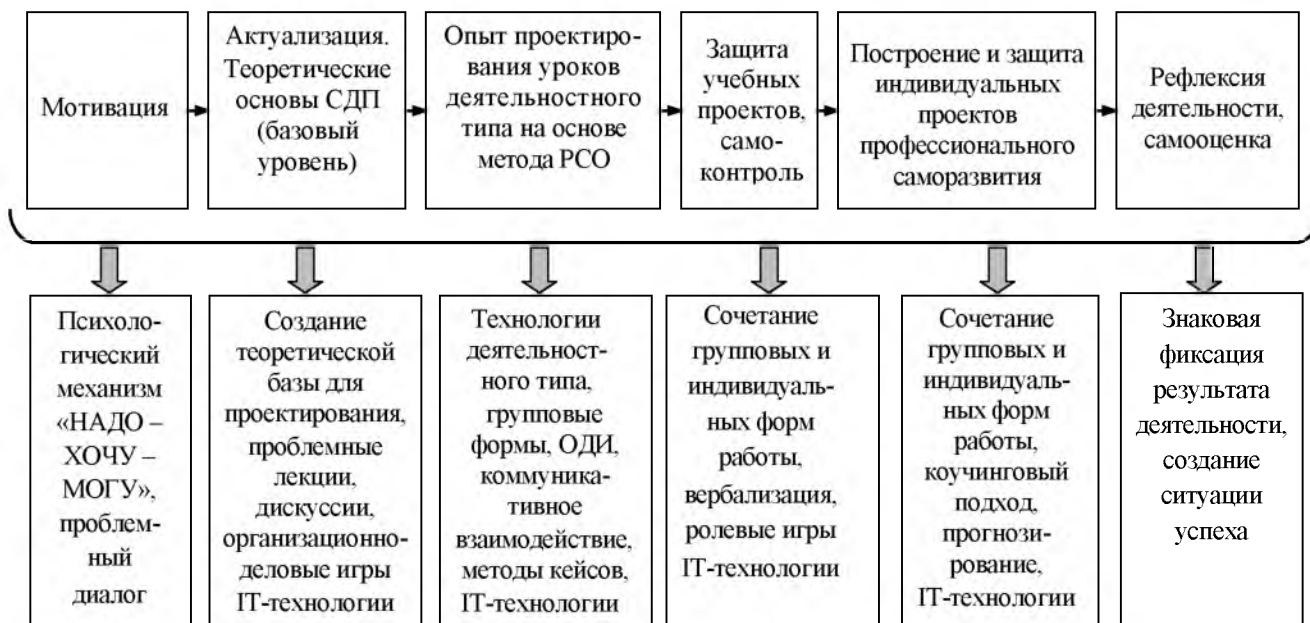 Мотивация
Актуализация.
Теоретические
основы СДП
(базовый
уровень)
Опыт проектиро-
вания уроков
деятельностного
типа на основе
метода РСО
Защита
учебных
проектов,
само-
контроль
Построение и защита
индивидуальных
проектов
профессионального
саморазвития
Рефлексия
деятельности,
самооценка
Психоло-
гический
механизм
«НАДО –
ХОЧУ –
МОГУ»,
проблем-
ный
диалог
Создание
теоретической
базы для
проектирования,
проблемные
лекции,
дискуссии,
организационно-
деловые игры
IT-технологии
Технологии
деятельност-
ного типа,
групповые
формы, ОДИ,
коммуника-
тивное
взаимодействие,
методы кейсов,
IT-технологии
Сочетание
групповых и
индивидуаль-
ных форм
работы,
вербализация,
ролевые игры
IT-технологии
Сочетание
групповых и
индивидуаль-
ных форм
работы,
коучинговый
подход,
прогнози-
рование,
IT-технологии
Знаковая
фиксация
результата
деятельности,
создание
ситуации
успеха